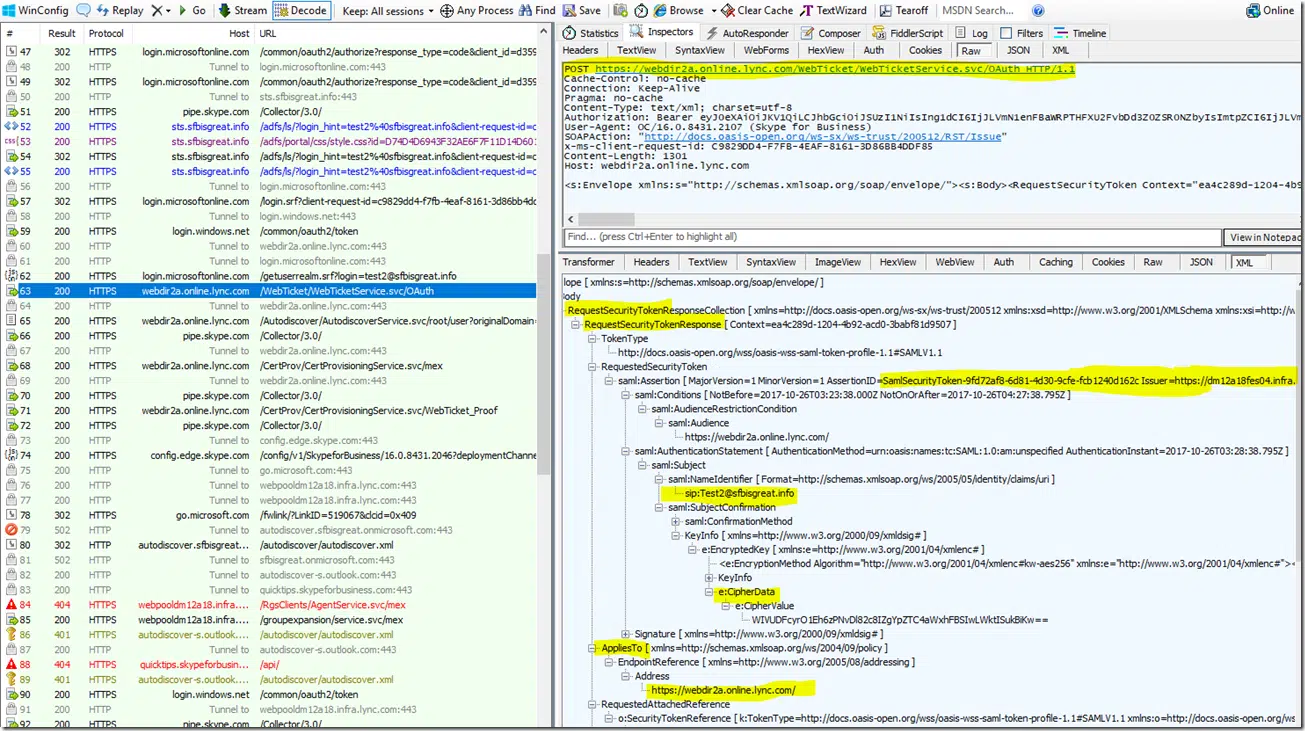 WinConfig Replay X Go Stream Decode Keep: All sessions Any Process Find Save Browse Clear Cache TextWizard Tearoff MSDN Search... Online
# Result Protocol Host URL
47 302 HTTPS login.microsoftonline.com /common/oauth2/authorize?response_type=code&client_id=d359
48 200 HTTP Tunnel to login.microsoftonline.com:443
49 302 HTTPS login.microsoftonline.com /common/oauth2/authorize?response_type=code&client_id=d359
50 200 HTTP Tunnel to sts.sfbisgreat.info:443
51 200 HTTPS pipe.skype.com /Collector/3.0/
52 200 HTTPS sts.sfbisgreat.info /adfs/ls/?login_hint=test2%40sfbisgreat.info&client-request-id=c
53 200 HTTPS sts.sfbisgreat.info /adfs/portal/css/style.css?id=D74D4D6943F32AE6F7F11D14D601
54 302 HTTPS sts.sfbisgreat.info /adfs/ls/?login_hint=test2%40sfbisgreat.info&client-request-id=c
55 200 HTTPS sts.sfbisgreat.info /adfs/ls/?login_hint=test2%40sfbisgreat.info&client-request-id=c
56 200 HTTP Tunnel to login.microsoftonline.com:443
57 302 HTTPS login.microsoftonline.com /login.srf?client-request-id=c9829dd4-f7fb-4eaf-8161-3d86bb4dd
58 200 HTTP Tunnel to login.windows.net:443
59 200 HTTPS login.windows.net /common/oauth2/token
60 200 HTTP Tunnel to webdir2a.online.lync.com:443
61 200 HTTP Tunnel to login.microsoftonline.com:443
62 200 HTTPS login.microsoftonline.com /getuserrealm.srf?login=test2@sfbisgreat.info
63 200 HTTPS webdir2a.online.lync.com /WebTicket/WebTicketService.svc/OAuth
64 200 HTTP Tunnel to webdir2a.online.lync.com:443
65 200 HTTPS webdir2a.online.lync.com /Autodiscover/AutodiscoverService.svc/root/user?originalDomain=
66 200 HTTPS pipe.skype.com /Collector/3.0/
67 200 HTTP Tunnel to webdir2a.online.lync.com:443
68 200 HTTPS webdir2a.online.lync.com /CertProv/CertProvisioningService.svc/mex
69 200 HTTP Tunnel to webdir2a.online.lync.com:443
70 200 HTTPS pipe.skype.com /Collector/3.0/
71 200 HTTPS webdir2a.online.lync.com /CertProv/CertProvisioningService.svc/WebTicket_Proof
72 200 HTTPS pipe.skype.com /Collector/3.0/
73 200 HTTP Tunnel to config.edge.skype.com:443
74 200 HTTPS config.edge.skype.com /config/v1/SkypeforBusiness/16.0.8431.2046?deploymentChanne
75 200 HTTP Tunnel to go.microsoft.com:443
76 200 HTTP Tunnel to webpooldm12a18.infra.lync.com:443
77 200 HTTP Tunnel to webpooldm12a18.infra.lync.com:443
78 302 HTTPS go.microsoft.com /fwlink/?LinkID=519067&clcid=0x409
79 502 HTTP Tunnel to autodiscover.sfbisgreat.onmicrosoft.com:443
80 302 HTTP autodiscover.sfbisgreat... /autodiscover/autodiscover.xml
81 502 HTTP Tunnel to sfbisgreat.onmicrosoft.com:443
82 200 HTTP Tunnel to autodiscover-s.outlook.com:443
83 200 HTTP Tunnel to quicktips.skypeforbusiness.com:443
84 404 HTTPS webpooldm12a18.infra.... /RgsClients/AgentService.svc/mex
85 200 HTTPS webpooldm12a18.infra.... /groupexpansion/service.svc/mex
86 401 HTTPS autodiscover-s.outlook.... /autodiscover/autodiscover.xml
87 200 HTTP Tunnel to autodiscover-s.outlook.com:443
88 404 HTTPS quicktips.skypeforbusin... /api/
89 401 HTTPS autodiscover-s.outlook.... /autodiscover/autodiscover.xml
90 200 HTTPS login.windows.net /common/oauth2/token
91 200 HTTP Tunnel to login.microsoftonline.com:443
92 200 HTTPS pipe.skype.com /Collector/3.0/
Statistics Inspectors AutoResponder Composer FiddlerScript Log Filters Timeline
Headers TextView SyntaxView WebForms HexView Auth Cookies Raw JSON XML
POST https://webdir2a.online.lync.com/WebTicket/WebTicketService.svc/OAuth HTTP/1.1
Cache-Control: no-cache
Connection: Keep-Alive
Pragma: no-cache
Content-Type: text/xml; charset=utf-8
Authorization: Bearer
User-Agent: OC/16.0.8431.2107 (Skype for Business)
SOAPAction: "http://docs.oasis-open.org/ws-sx/ws-trust/200512/RST/Issue"
x-ms-client-request-id: C9829DD4-F7FB-4EAF-8161-3D86BB4DDF85
Content-Length: 1301
Host: webdir2a.online.lync.com
<s:Envelope xmlns:s="http://schemas.xmlsoap.org/soap/envelope/"><s:Body><RequestSecurityToken Context="ea4c289d-1204-4b9
Find... (press Ctrl+Enter to highlight all) View in Notepad
Transformer Headers TextView SyntaxView ImageView HexView WebView Auth Caching Cookies Raw JSON XML
lope [ xmlns:s=http://schemas.xmlsoap.org/soap/envelope/ ]
ody
RequestSecurityTokenResponseCollection [ xmlns=http://docs.oasis-open.org/ws-sx/ws-trust/200512 xmlns:xsd=http://www.w3.org/2001/XMLSchema xmlns:xsi=http://w
RequestSecurityTokenResponse [ Context=ea4c289d-1204-4b92-acd0-3babf81d9507 ]
TokenType
http://docs.oasis-open.org/wss/oasis-wss-saml-token-profile-1.1#SAMLV1.1
RequestedSecurityToken
saml:Assertion [ MajorVersion=1 MinorVersion=1 AssertionID=SamlSecurityToken-9fd72af8-6d81-4d30-9cfe-fcb1240d162c Issuer=https://dm12a18fes04.infra.
saml:Conditions [ NotBefore=2017-10-26T03:23:38.000Z NotOnOrAfter=2017-10-26T04:27:38.795Z ]
saml:AudienceRestrictionCondition
saml:Audience
https://webdir2a.online.lync.com/
saml:AuthenticationStatement [ AuthenticationMethod=urn:oasis:names:tc:SAML:1.0:am:unspecified AuthenticationInstant=2017-10-26T03:28:38.795Z ]
saml:Subject
saml:NameIdentifier [ Format=http://schemas.xmlsoap.org/ws/2005/05/identity/claims/uri ]
sip:Test2@sfbisgreat.info
saml:SubjectConfirmation
saml:ConfirmationMethod
KeyInfo [ xmlns=http://www.w3.org/2000/09/xmldsig# ]
e:EncryptedKey [ xmlns:e=http://www.w3.org/2001/04/xmlenc# ]
<e:EncryptionMethod Algorithm="http://www.w3.org/2001/04/xmlenc#kw-aes256" xmlns:e="http://www.w3.org/2001/04/xmlenc#"><
KeyInfo
e:CipherData
e:CipherValue
WIVUDFcyrO1Eh6zPNvDl82c8IZgYpZTC4aWxhFBSIwLWktISukBiKw==
Signature [ xmlns=http://www.w3.org/2000/09/xmldsig# ]
AppliesTo [ xmlns=http://schemas.xmlsoap.org/ws/2004/09/policy ]
EndpointReference [ xmlns=http://www.w3.org/2005/08/addressing ]
Address
https://webdir2a.online.lync.com/
RequestedAttachedReference
o:SecurityTokenReference [ k:TokenType=http://docs.oasis-open.org/wss/oasis-wss-saml-token-profile-1.1#SAMLV1.1 xmlns:o=http://docs.oasis-open.org/wss